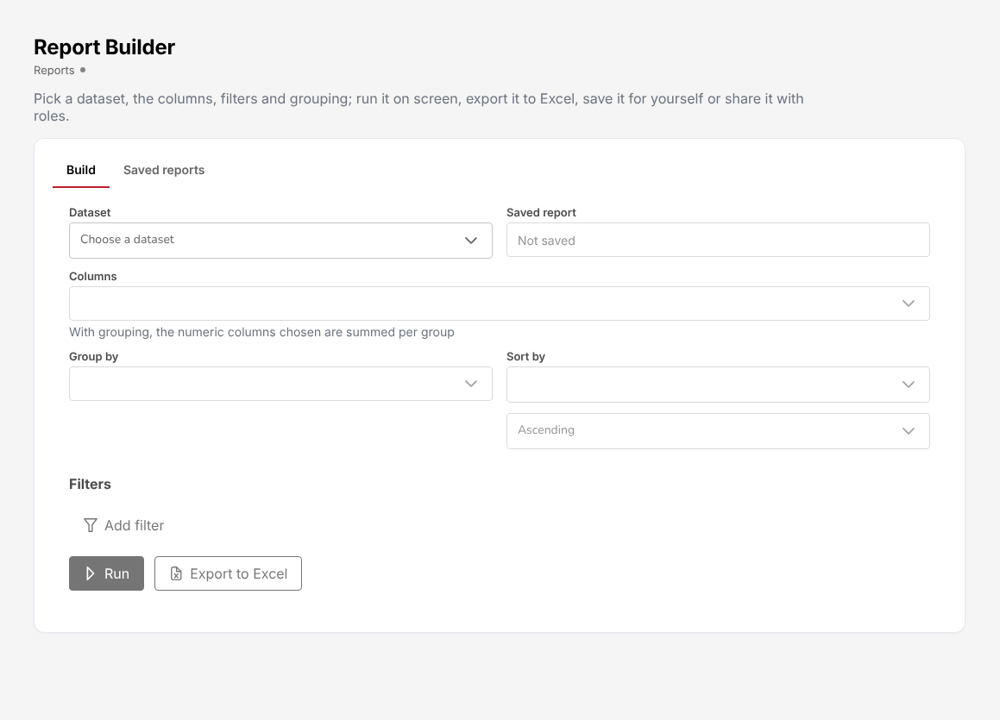 Report Builder
Reports
Pick a dataset, the columns, filters and grouping; run it on screen, export it to Excel, save it for yourself or share it with
roles.
Build Saved reports
Dataset Saved report
Choose a dataset Not saved
Columns
With grouping, the numeric columns chosen are summed per group
Group by Sort by
Ascending
Filters
Add filter
Run Export to Excel